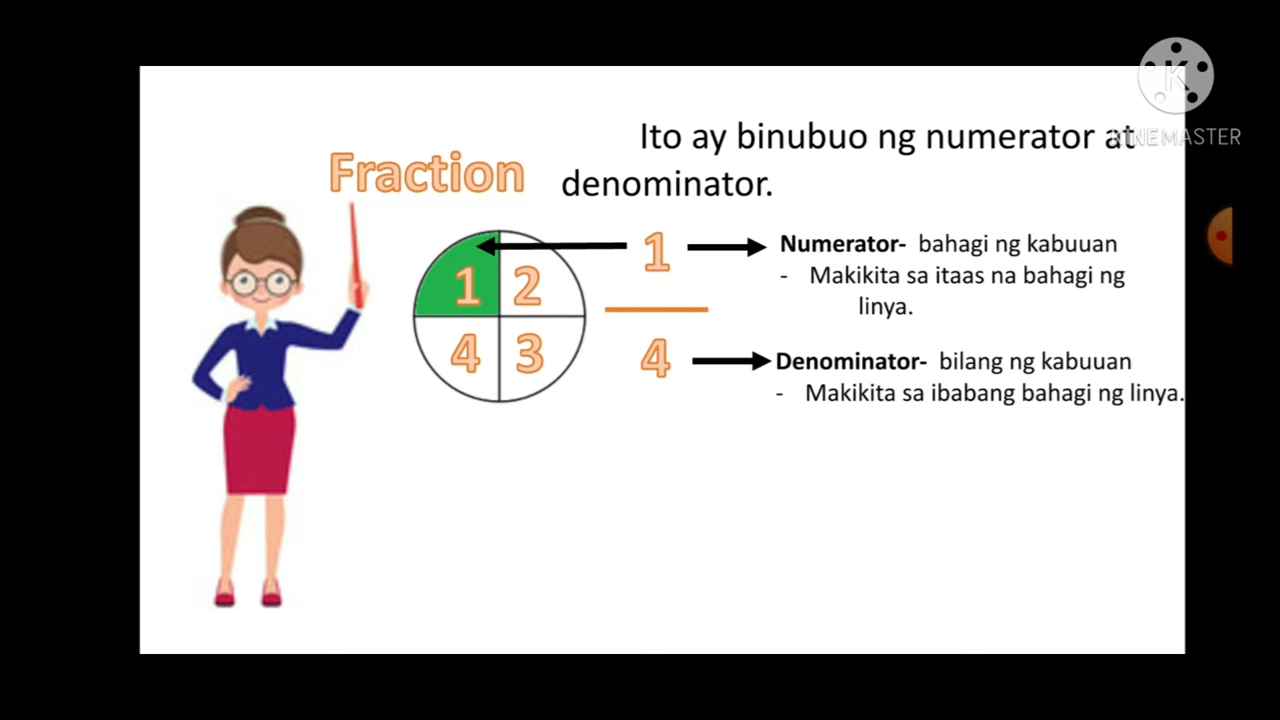 K
KINEMASTER
Ito ay binubuo ng numerator at
denominator.
Fraction
1
Numerator- bahagi ng kabuuan
- Makikita sa itaas na bahagi ng
linya.
1 2
4 3
4
Denominator- bilang ng kabuuan
- Makikita sa ibabang bahagi ng linya.